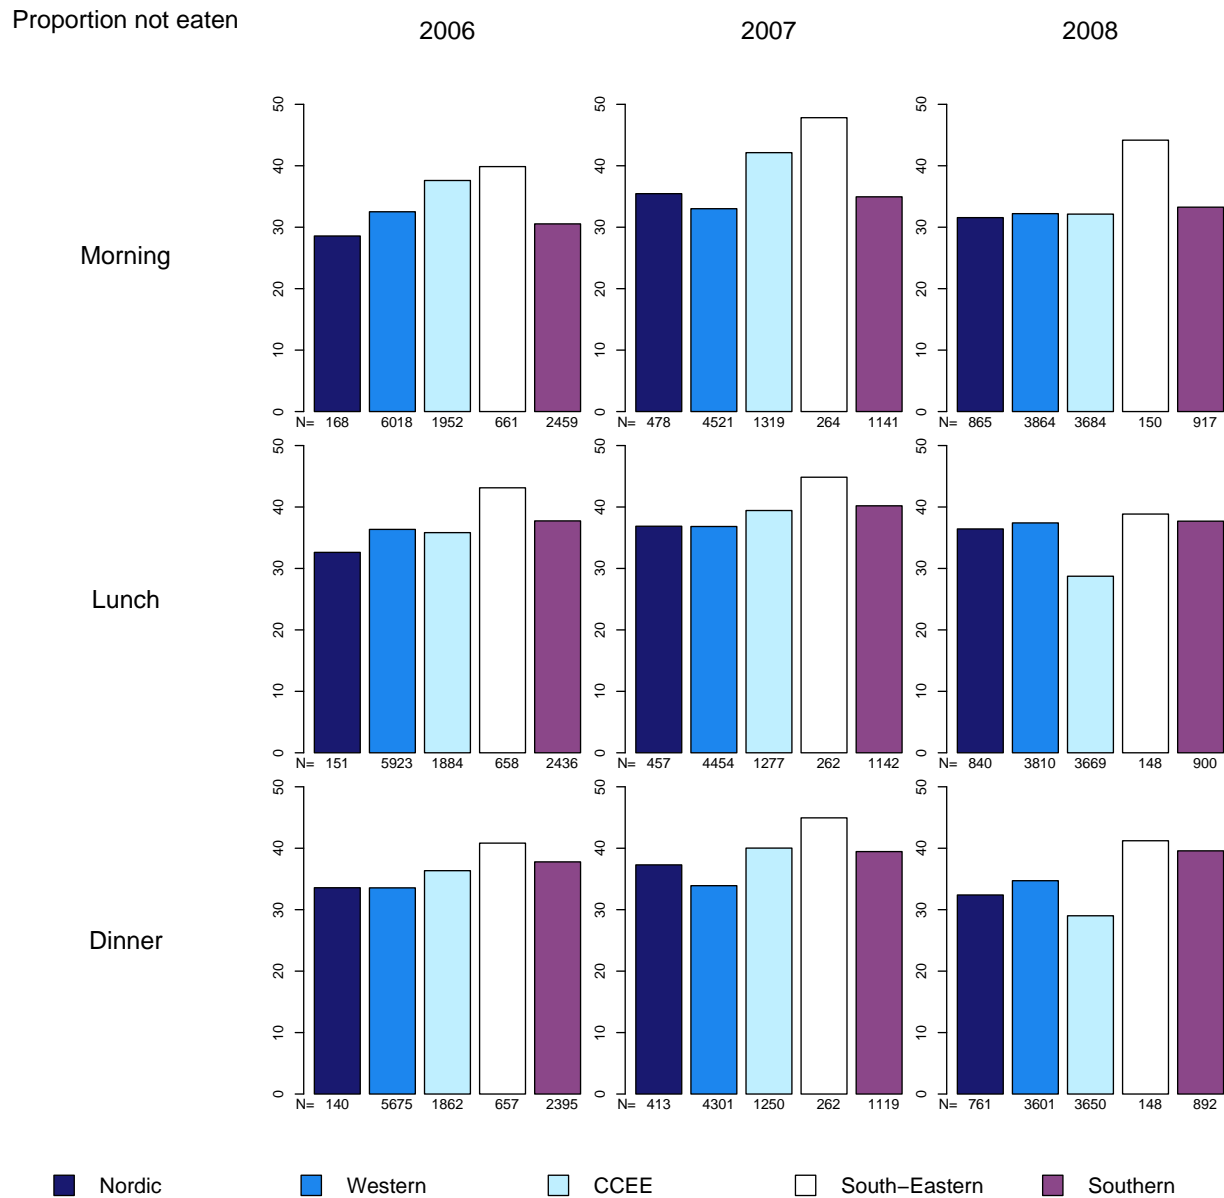 Proportion not eaten
2006 2007 2008
Morning
0 10 20 30 40 50
N= 168 6018 1952 661 2459
0 10 20 30 40 50
N= 478 4521 1319 264 1141
0 10 20 30 40 50
N= 865 3864 3684 150 917
Lunch
0 10 20 30 40 50
N= 151 5923 1884 658 2436
0 10 20 30 40 50
N= 457 4454 1277 262 1142
0 10 20 30 40 50
N= 840 3810 3669 148 900
Dinner
0 10 20 30 40 50
N= 140 5675 1862 657 2395
0 10 20 30 40 50
N= 413 4301 1250 262 1119
0 10 20 30 40 50
N= 761 3601 3650 148 892
Nordic Western CCEE South−Eastern Southern